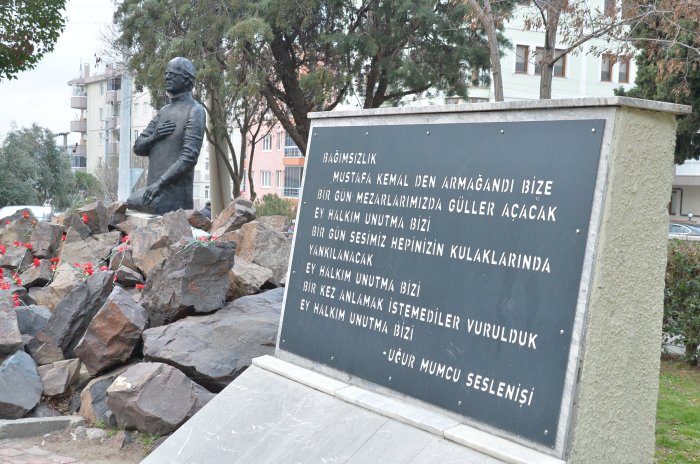 BAĞIMSIZLIK
MUSTAFA KEMAL DEN ARMAĞANDI BİZE
BİR GÜN MEZARLARIMIZDA GÜLLER AÇACAK
EY HALKIM UNUTMA BİZİ
BİR GÜN SESİMİZ HEPİNİZİN KULAKLARINDA
YANKILANACAK
EY HALKIM UNUTMA BİZİ
BİR KEZ ANLAMAK İSTEMEDİLER VURULDUK
EY HALKIM UNUTMA BİZİ
-UĞUR MUMCU SESLENİŞİ